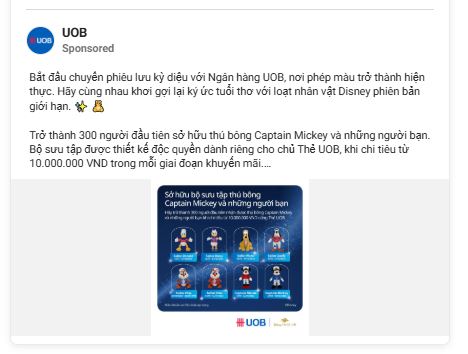 UOB
UOB
Sponsored
Bắt đầu chuyến phiêu lưu kỳ diệu với Ngân hàng UOB, nơi phép màu trở thành hiện
thực. Hãy cùng nhau khơi gợi lại ký ức tuổi thơ với loạt nhân vật Disney phiên bản
giới hạn. ✨ 🧸
Trở thành 300 người đầu tiên sở hữu thú bông Captain Mickey và những người bạn.
Bộ sưu tập được thiết kế độc quyền dành riêng cho chủ Thẻ UOB, khi chi tiêu từ
10.000.000 VND trong mỗi giai đoạn khuyến mãi....
Sở hữu bộ sưu tập thú bông
Captain Mickey và những người bạn
UOB